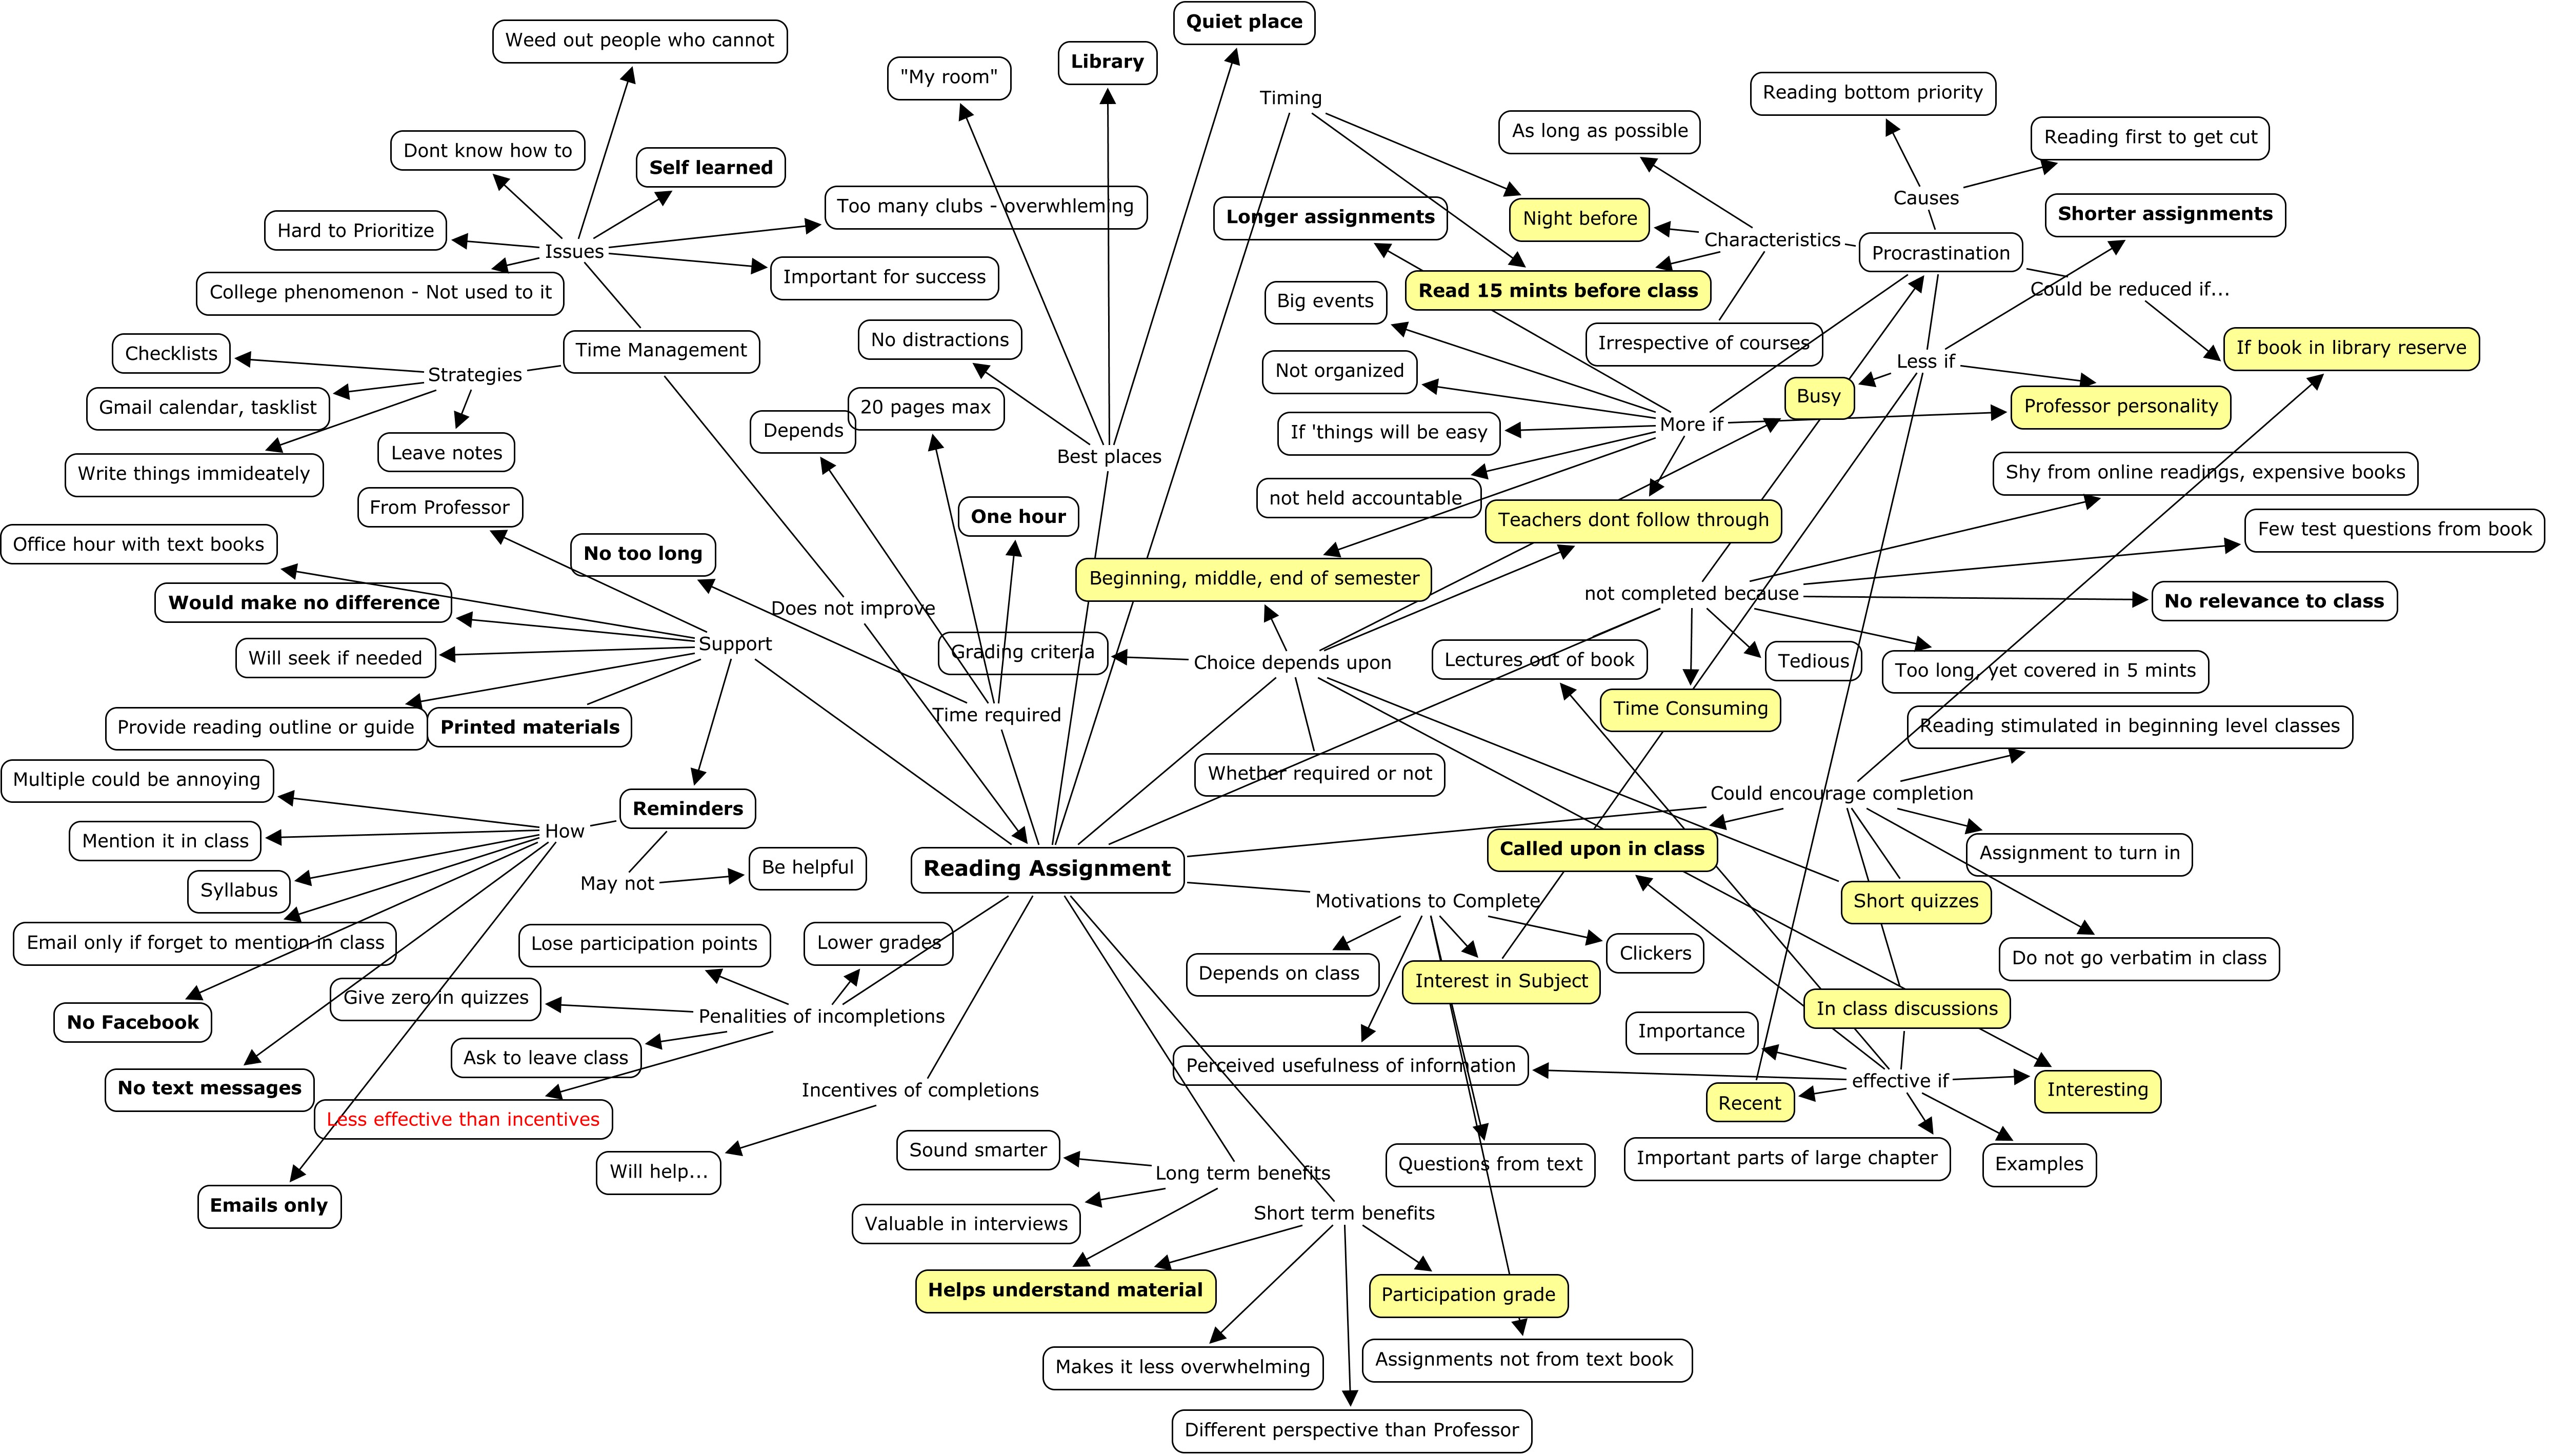 Quiet place
Weed out people who cannot
Library
"My room"
Reading bottom priority
Timing
As long as possible
Reading first to get cut
Dont know how to
Self learned
Causes
Too many clubs - overwhleming
Longer assignments
Night before
Shorter assignments
Hard to Prioritize
Issues
Characteristics
Procrastination
Important for success
College phenomenon - Not used to it
Read 15 mints before class
Could be reduced if...
Big events
No distractions
Irrespective of courses
If book in library reserve
Checklists
Time Management
Less if
Strategies
Not organized
Busy
Professor personality
Gmail calendar, tasklist
20 pages max
Depends
More if
If 'things will be easy
Leave notes
Best places
Write things immideately
Shy from online readings, expensive books
not held accountable
From Professor
One hour
Teachers dont follow through
Few test questions from book
Office hour with text books
No too long
Beginning, middle, end of semester
not completed because
Would make no difference
Does not improve
No relevance to class
Support
Grading criteria
Choice depends upon
Lectures out of book
Tedious
Will seek if needed
Too long, yet covered in 5 mints
Time required
Time Consuming
Provide reading outline or guide
Printed materials
Reading stimulated in beginning level classes
Whether required or not
Multiple could be annoying
Could encourage completion
Reminders
How
Mention it in class
Called upon in class
Assignment to turn in
Be helpful
Reading Assignment
May not
Syllabus
Motivations to Complete
Short quizzes
Email only if forget to mention in class
Lose participation points
Lower grades
Clickers
Do not go verbatim in class
Depends on class
Interest in Subject
Give zero in quizzes
In class discussions
No Facebook
Penalities of incompletions
Importance
Ask to leave class
Perceived usefulness of information
effective if
No text messages
Incentives of completions
Interesting
Recent
Less effective than incentives
Sound smarter
Important parts of large chapter
Questions from text
Examples
Will help...
Long term benefits
Emails only
Short term benefits
Valuable in interviews
Helps understand material
Participation grade
Makes it less overwhelming
Assignments not from text book
Different perspective than Professor